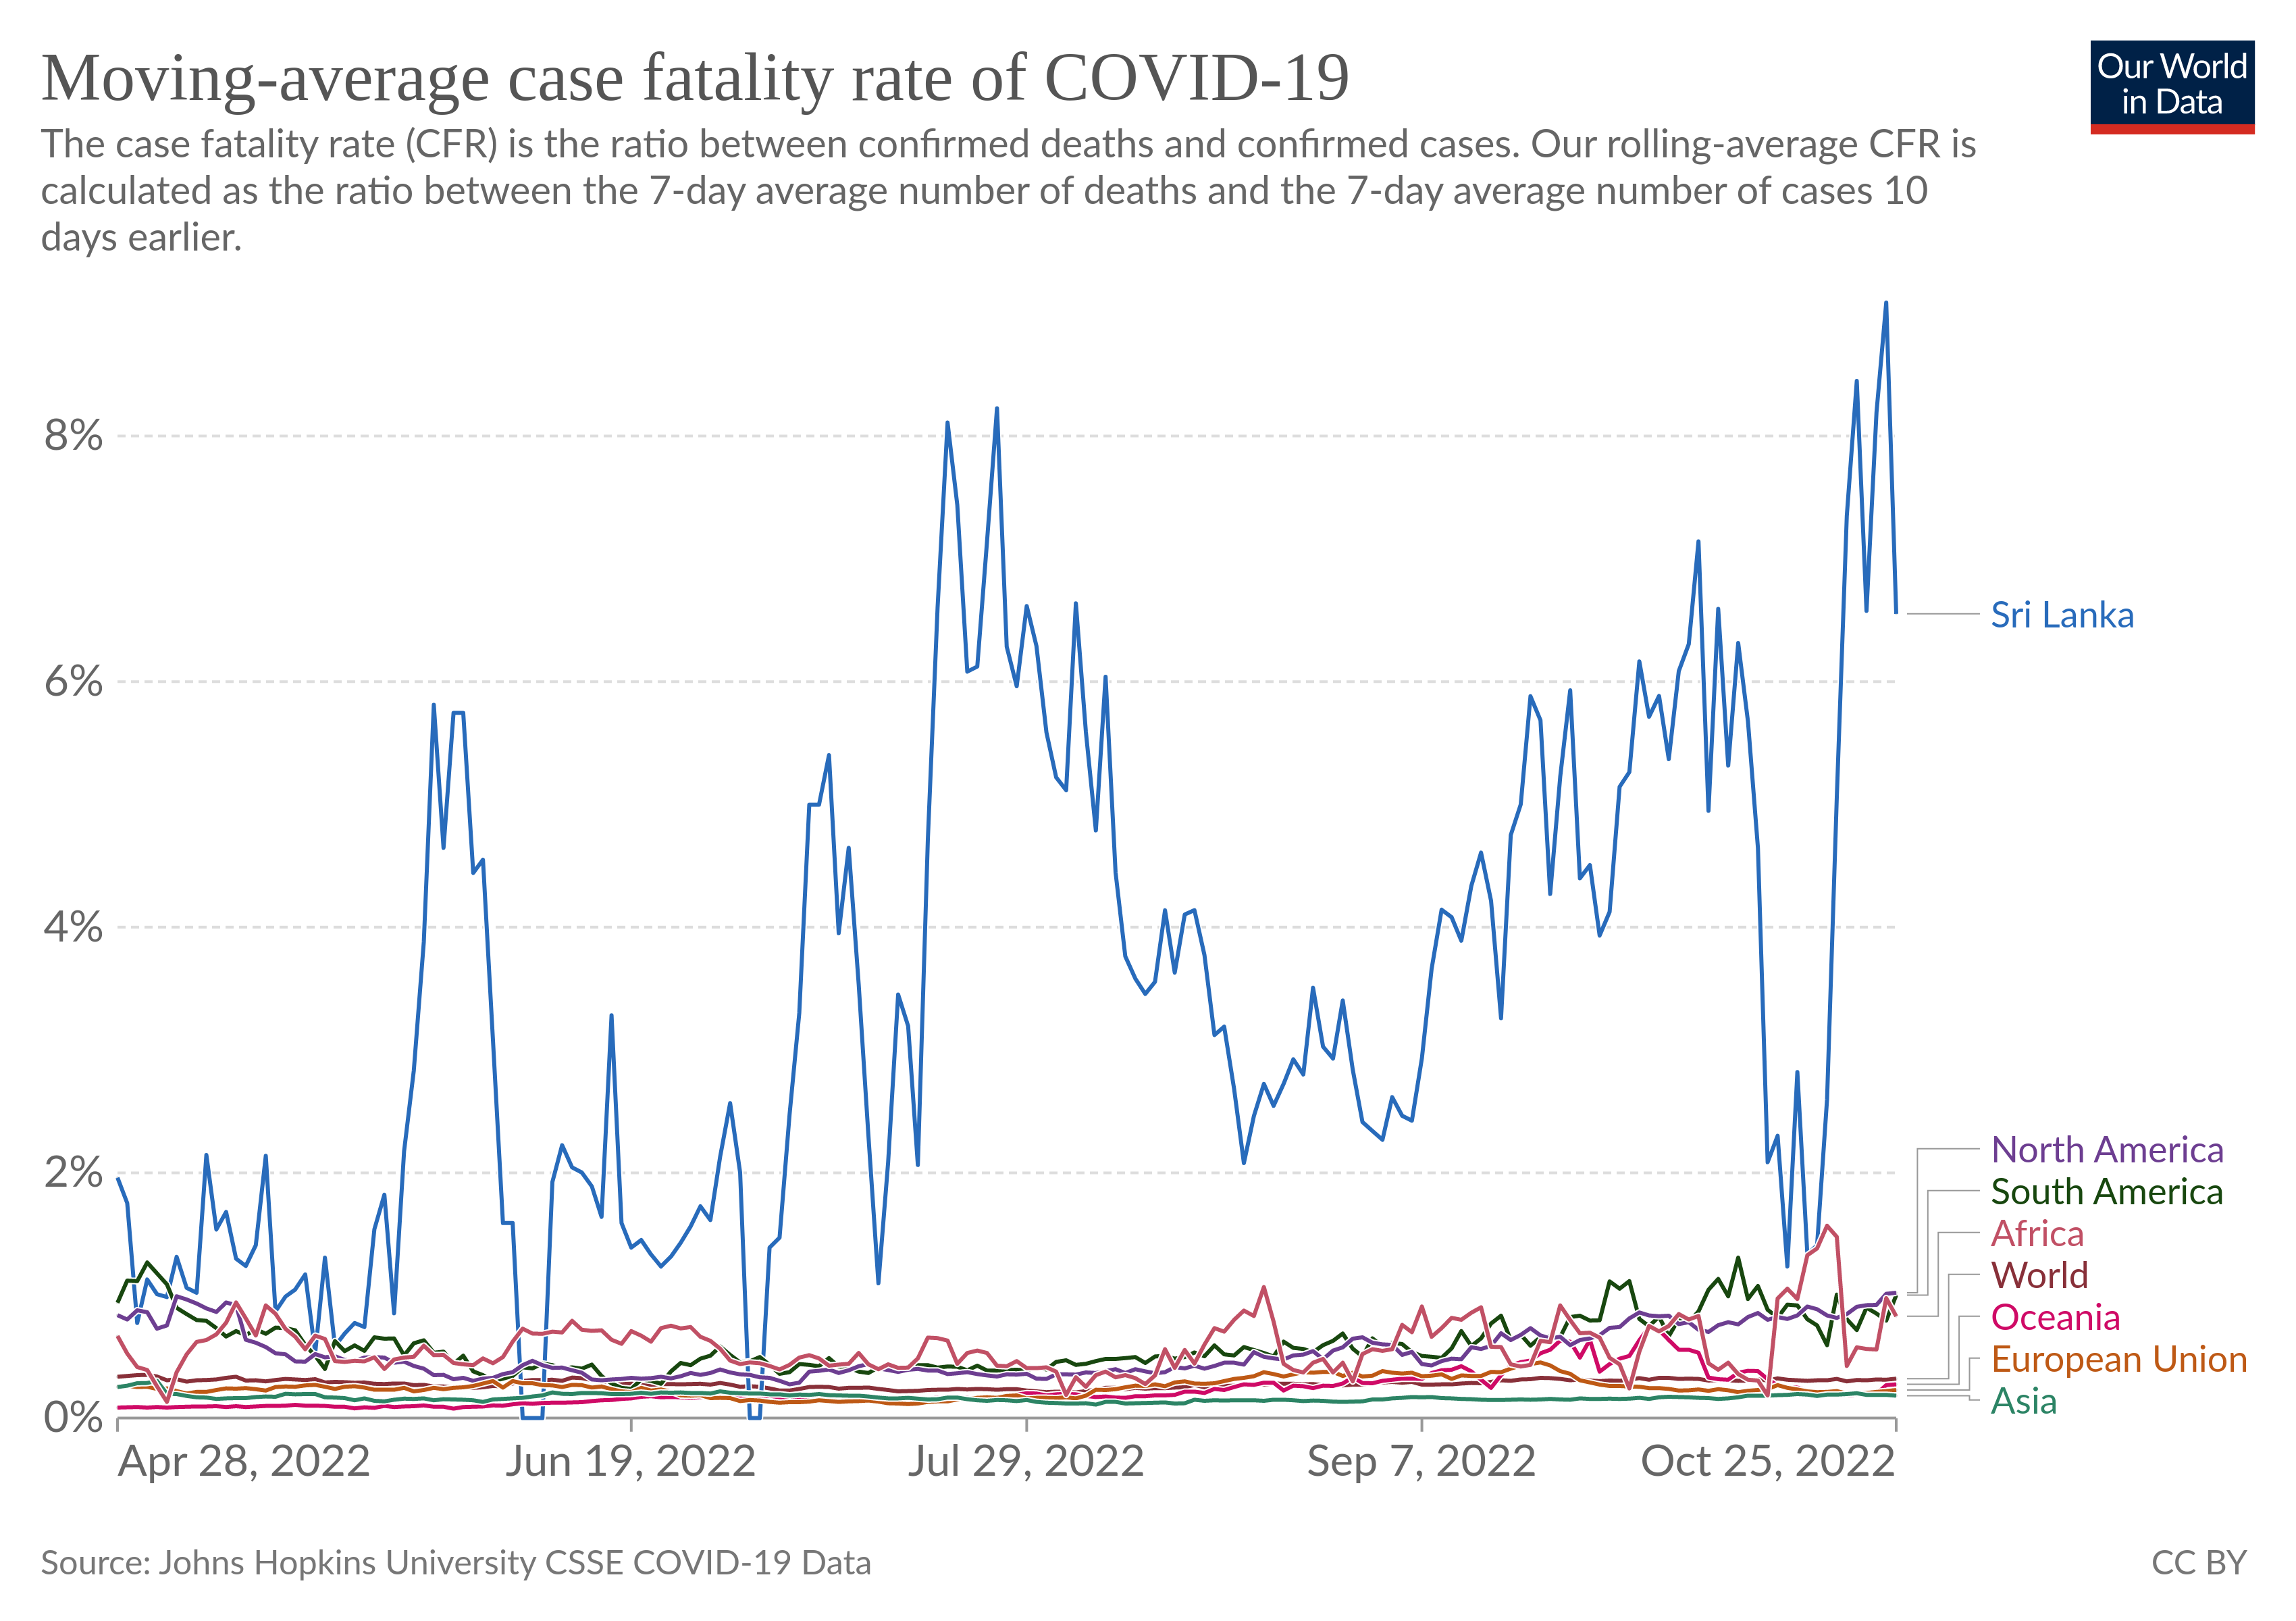 Moving-average case fatality rate of COVID-19
Our World
in Data
The case fatality rate (CFR) is the ratio between confirmed deaths and confirmed cases. Our rolling-average CFR is
calculated as the ratio between the 7-day average number of deaths and the 7-day average number of cases 10
days earlier.
8%
6%
4%
2%
0%
Sri Lanka
North America
South America
Africa
World
Oceania
European Union
Asia
Apr 28, 2022
Jun 19, 2022
Jul 29, 2022
Sep 7, 2022
Oct 25, 2022
Source: Johns Hopkins University CSSE COVID-19 Data
CC BY